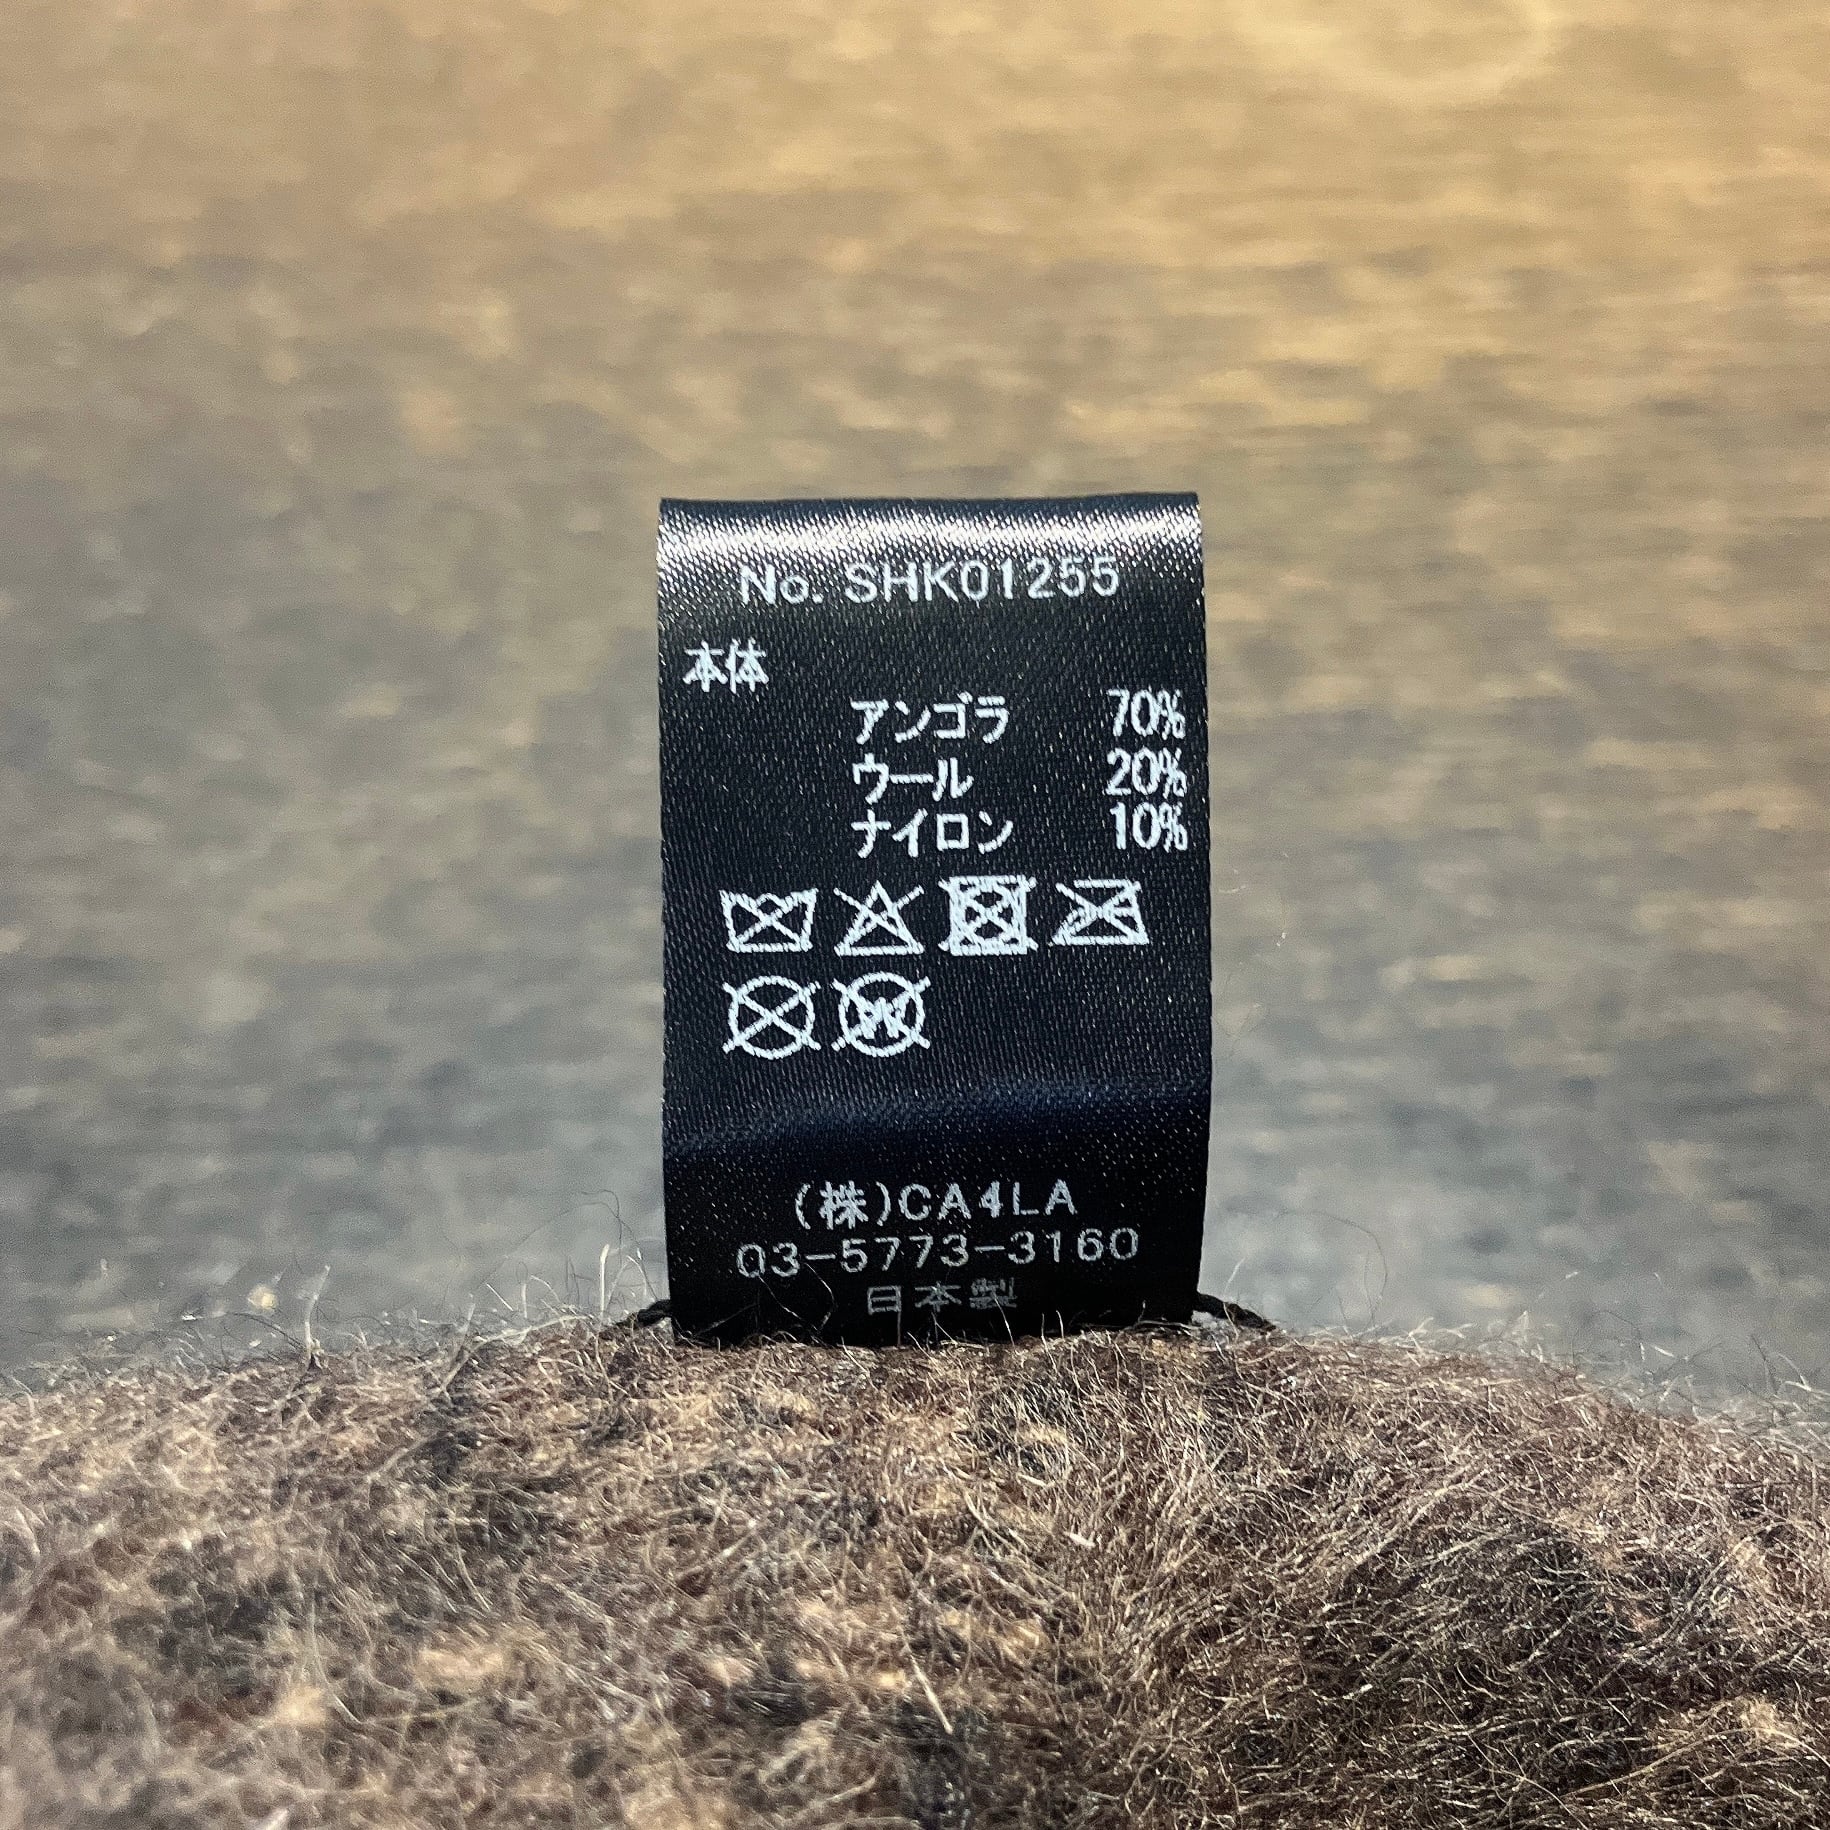 No. SHK01255
本体
アンゴラ 70%
ウール 20%
ナイロン 10%
(株)CA4LA
03-5773-3160
日本製